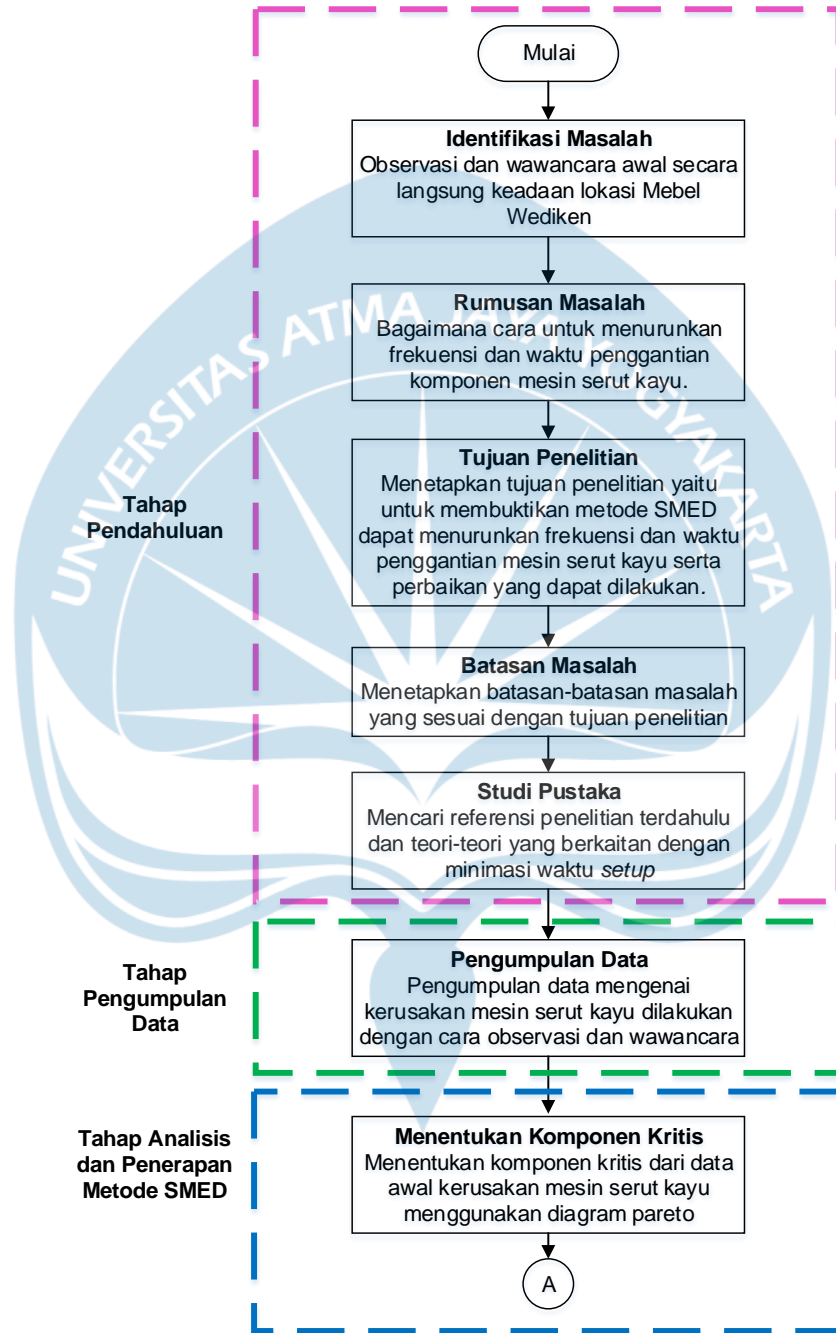 Mulai
Identifikasi Masalah
Observasi dan wawancara awal secara
langsung keadaan lokasi Mebel
Wediken
Rumusan Masalah
Bagaimana cara untuk menurunkan
frekuensi dan waktu penggantian
komponen mesin serut kayu.
UNIVERSITAS ATMA JAYA YOGYAKARTA
Tahap
Pendahuluan
Tujuan Penelitian
Menetapkan tujuan penelitian yaitu
untuk membuktikan metode SMED
dapat menurunkan frekuensi dan waktu
penggantian mesin serut kayu serta
perbaikan yang dapat dilakukan.
Batasan Masalah
Menetapkan batasan-batasan masalah
yang sesuai dengan tujuan penelitian
Studi Pustaka
Mencari referensi penelitian terdahulu
dan teori-teori yang berkaitan dengan
minimasi waktu setup
Tahap
Pengumpulan
Data
Pengumpulan Data
Pengumpulan data mengenai
kerusakan mesin serut kayu dilakukan
dengan cara observasi dan wawancara
Tahap Analisis
dan Penerapan
Metode SMED
Menentukan Komponen Kritis
Menentukan komponen kritis dari data
awal kerusakan mesin serut kayu
menggunakan diagram pareto
A